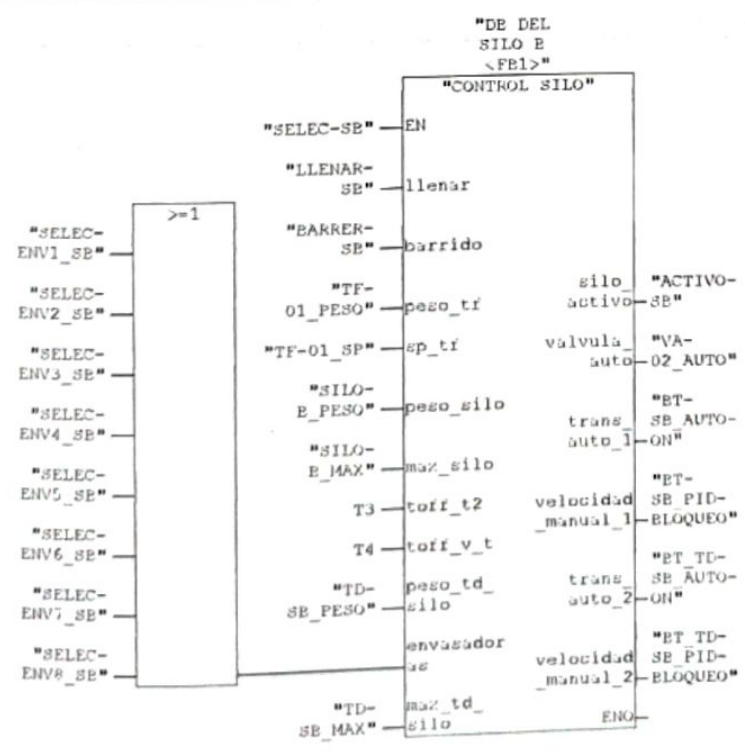 "DB DEL
SILO B
<FB1>"
"CONTROL SILO"
"SELEC-SB"
EN
"LLENAR-
SB"
llenar
"BARRER-
SB"
barrido
"TF-
01_PESO"
peso_tf
"TF-01_SP"
sp_tf
"SILO-
B_PESO"
peso_silo
"SILO-
B_MAX"
max_silo
T3
toff_t2
T4
toff_v_t
"TD-
SB_PESO"
peso_td_
silo
envasador
as
"TD-
SB_MAX"
max_td_
silo
>=1
"SELEC-
ENV1_SB"
"SELEC-
ENV2_SB"
"SELEC-
ENV3_SB"
"SELEC-
ENV4_SB"
"SELEC-
ENV5_SB"
"SELEC-
ENV6_SB"
"SELEC-
ENV7_SB"
"SELEC-
ENV8_SB"
silo_
activo
"ACTIVO-
SB"
valvula_
auto
"VA-
02_AUTO"
trans_
auto_1
"BT-
SB_AUTO-
ON"
velocidad
_manual_1
"BT-
SB_PID-
BLOQUEO"
trans_
auto_2
"BT_TD-
SB_AUTO-
ON"
velocidad
_manual_2
"BT_TD-
SB_PID-
BLOQUEO"
ENO